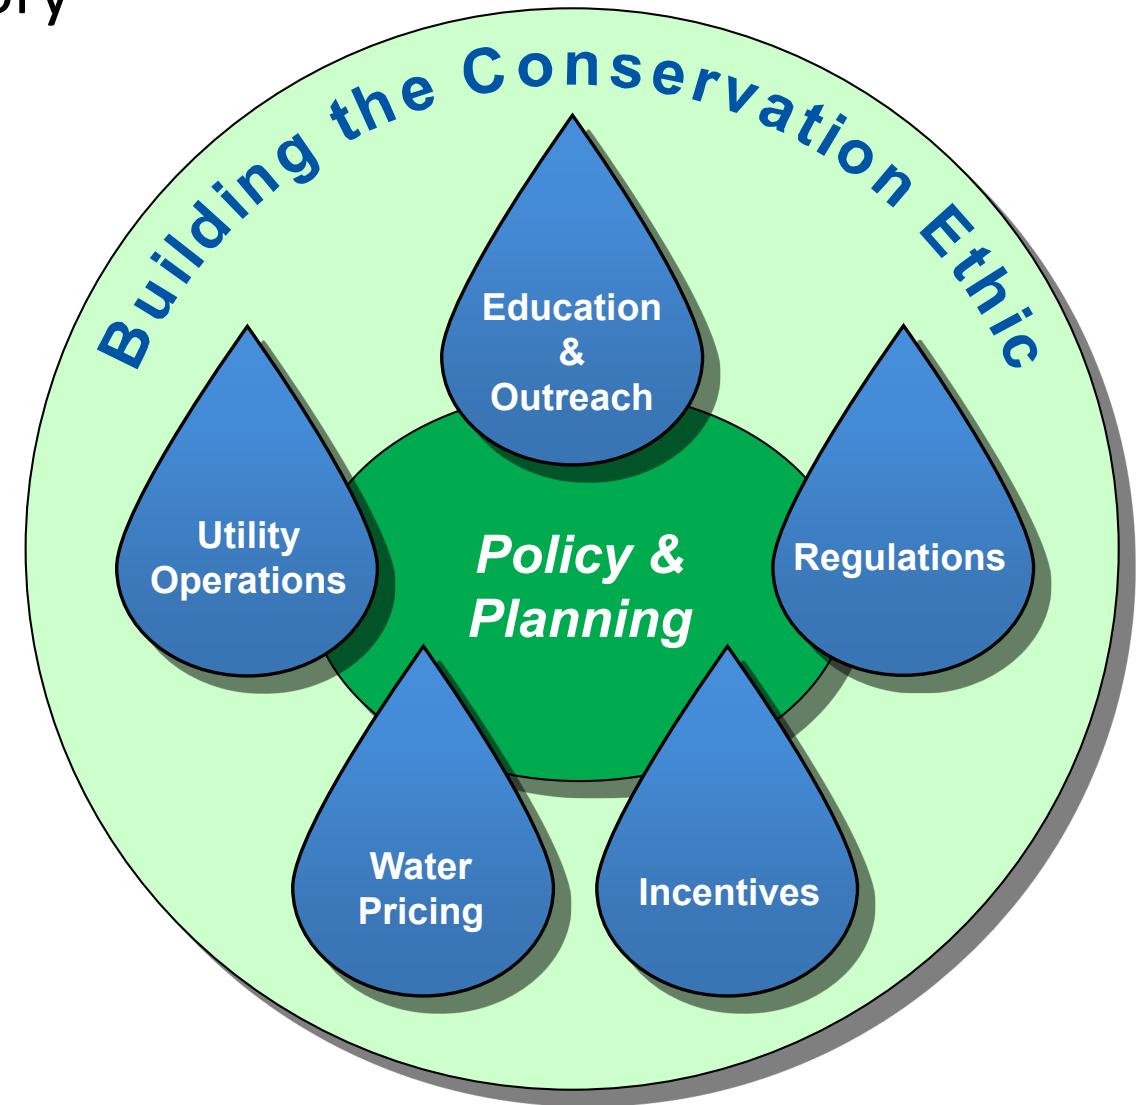 Building the Conservation Ethic
Education
&
Outreach
Utility
Operations
Policy &
Planning
Regulations
Water
Pricing
Incentives